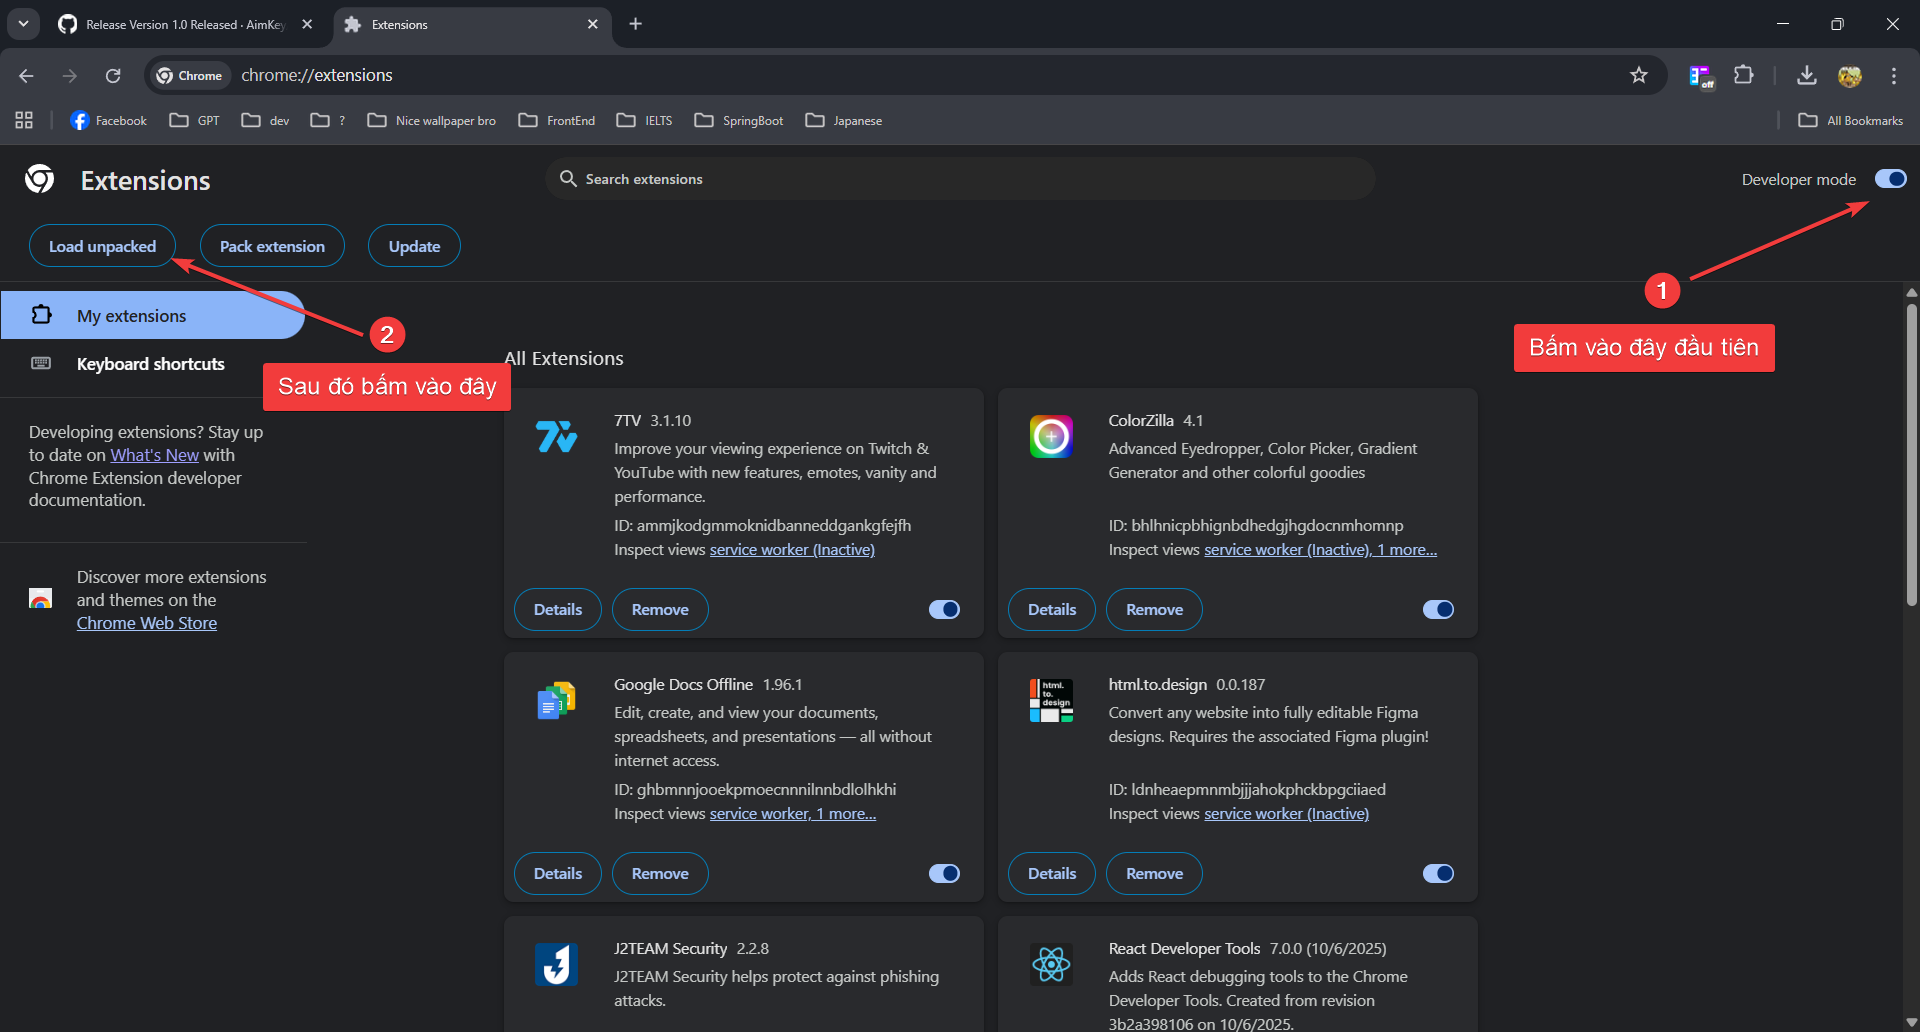 Release Version 1.0 Released · AimKey
Extensions
Chrome
chrome://extensions
off
Facebook
GPT
dev
?
Nice wallpaper bro
FrontEnd
IELTS
SpringBoot
Japanese
All Bookmarks
Extensions
Search extensions
Developer mode
Load unpacked
Pack extension
Update
1
Bấm vào đây đầu tiên
2
Sau đó bấm vào đây
My extensions
Keyboard shortcuts
Developing extensions? Stay up
to date on What's New with
Chrome Extension developer
documentation.
Discover more extensions
and themes on the
Chrome Web Store
All Extensions
7TV 3.1.10
Improve your viewing experience on Twitch &
YouTube with new features, emotes, vanity and
performance.
ID: ammjkodgmmoknidbanneddgankgfejfh
Inspect views service worker (Inactive)
Details
Remove
ColorZilla 4.1
Advanced Eyedropper, Color Picker, Gradient
Generator and other colorful goodies
ID: bhlhnicpbhignbdhedgjhgdocnmhomnp
Inspect views service worker (Inactive), 1 more...
Details
Remove
Google Docs Offline 1.96.1
Edit, create, and view your documents,
spreadsheets, and presentations — all without
internet access.
ID: ghbmnnjooekpmoecnnnilnnbdlolhkhi
Inspect views service worker, 1 more...
Details
Remove
html.
to.
design
html.to.design 0.0.187
Convert any website into fully editable Figma
designs. Requires the associated Figma plugin!
ID: ldnheaepmnmbjjjahokphckbpgciiaed
Inspect views service worker (Inactive)
Details
Remove
J2TEAM Security 2.2.8
J2TEAM Security helps protect against phishing
attacks.
React Developer Tools 7.0.0 (10/6/2025)
Adds React debugging tools to the Chrome
Developer Tools. Created from revision
3b2a398106 on 10/6/2025.